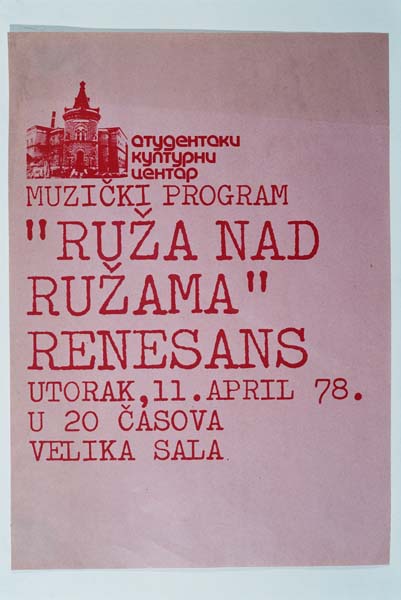 студентски
културни
центар
MUZIČKI PROGRAM
"RUŽA NAD
RUŽAMA"
RENESANS
UTORAK, 11. APRIL 78.
U 20 ČASOVA
VELIKA SALA